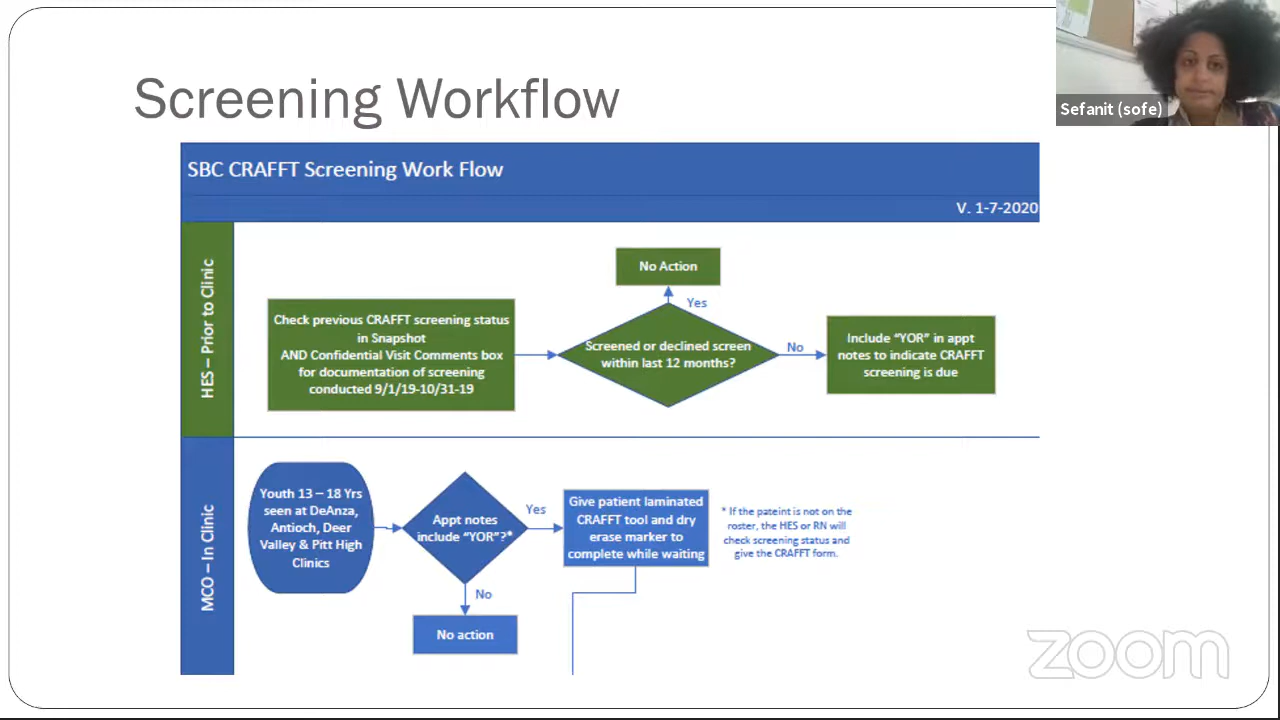 Screening Workflow
Sefanit (sofe)
SBC CRAFFT Screening Work Flow
V. 1-7-2020
HES – Prior to Clinic
Check previous CRAFFT screening status
in Snapshot
AND Confidential Visit Comments box
for documentation of screening
conducted 9/1/19-10/31-19
Screened or declined screen
within last 12 months?
Yes
No Action
No
Include “YOR” in appt
notes to indicate CRAFFT
screening is due
MCO – In Clinic
Youth 13 – 18 Yrs
seen at DeAnza,
Antioch, Deer
Valley & Pitt High
Clinics
Appt notes
include “YOR”?*
Yes
Give patient laminated
CRAFFT tool and dry
erase marker to
complete while waiting
* If the pateint is not on the
roster, the HES or RN will
check screening status and
give the CRAFFT form.
No
No action
zoom